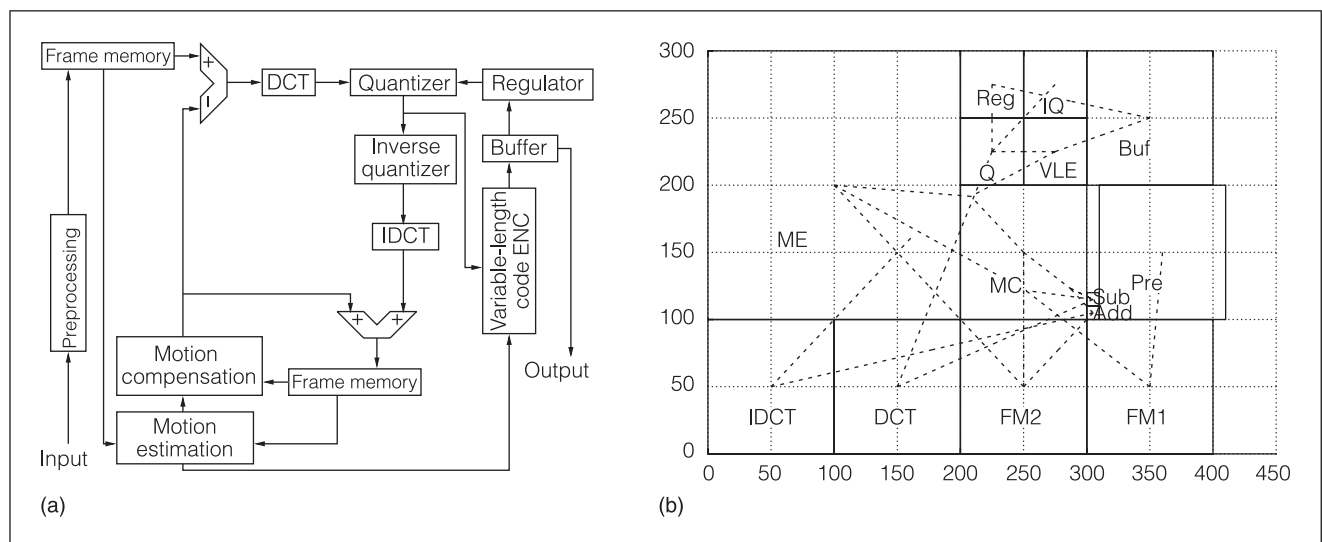 Frame memory
+
−
DCT
Quantizer
Regulator
Inverse
quantizer
Buffer
IDCT
Variable-length
code ENC
Preprocessing
+ +
Motion
compensation
Frame memory
Output
Motion
estimation
Input
(a)
300
250
200
150
100
50
0
Reg
IQ
Buf
Q
VLE
ME
MC
Pre
Sub
Add
IDCT
DCT
FM2
FM1
0 50 100 150 200 250 300 350 400 450
(b)